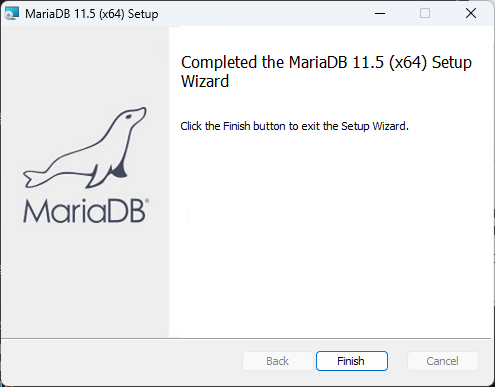 MariaDB 11.5 (x64) Setup
Completed the MariaDB 11.5 (x64) Setup
Wizard
Click the Finish button to exit the Setup Wizard.
MariaDB®
Back
Finish
Cancel